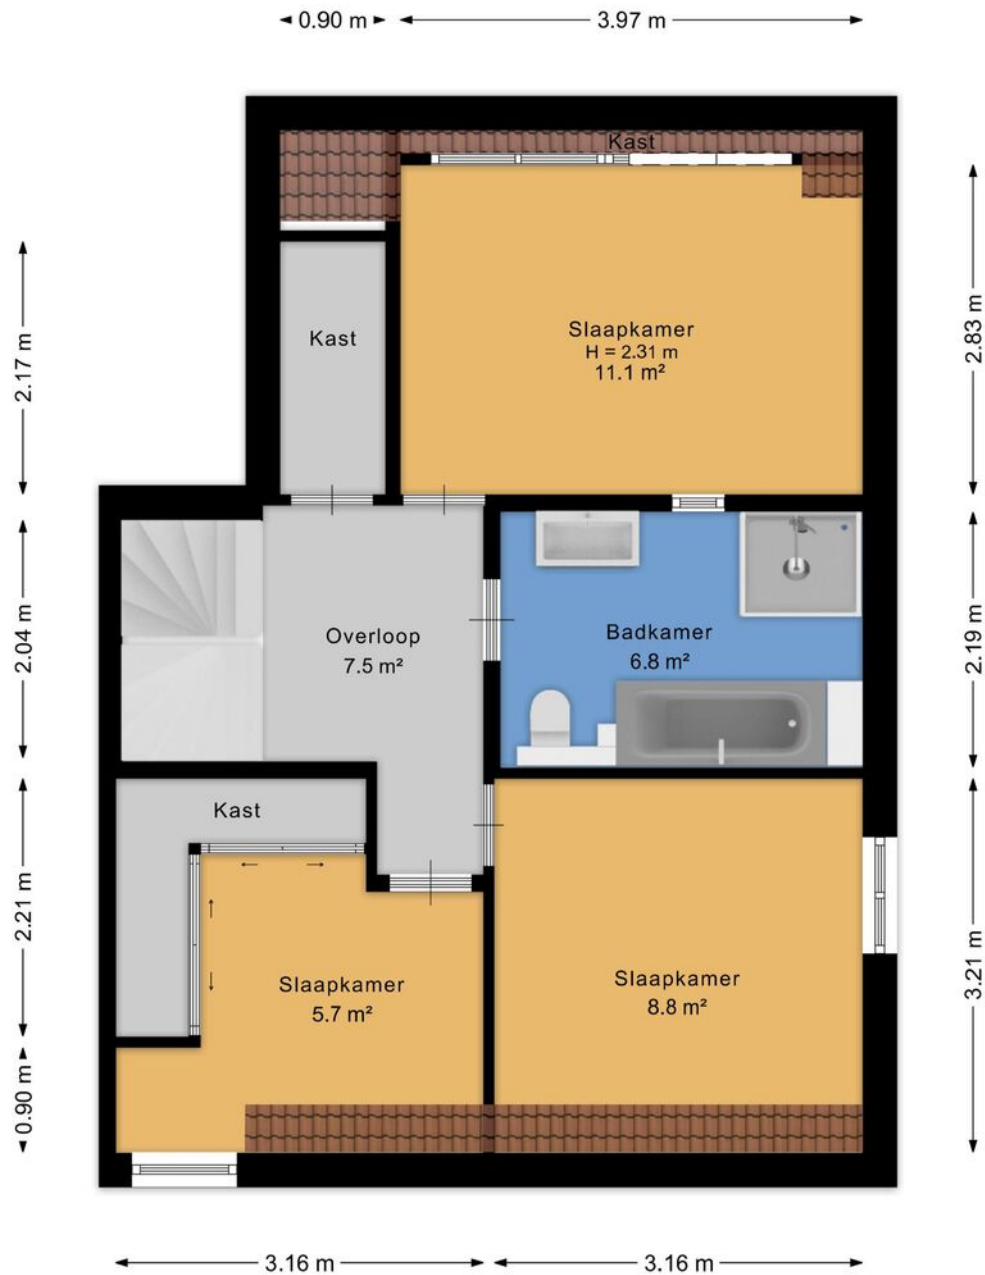 0.90 m
3.97 m
Kast
2.83 m
2.17 m
Kast
Slaapkamer
H = 2.31 m
11.1 m²
2.04 m
Overloop
7.5 m²
Badkamer
6.8 m²
2.19 m
Kast
2.21 m
Slaapkamer
5.7 m²
Slaapkamer
8.8 m²
3.21 m
0.90 m
3.16 m
3.16 m